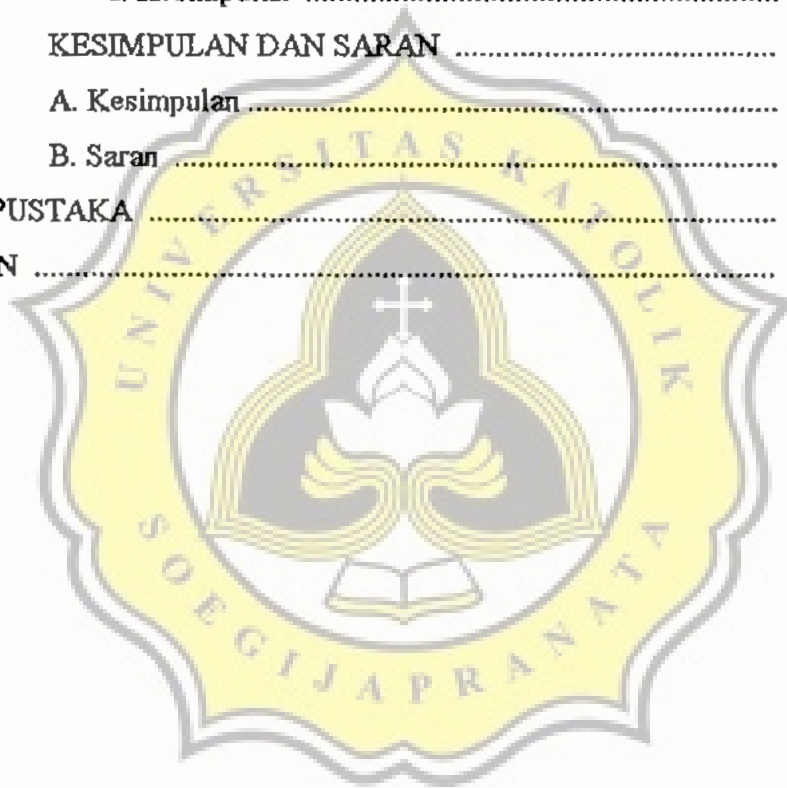 KESIMPULAN DAN SARAN ................................
A. Kesimpulan ................................
B. Saran ................................
PUSTAKA ................................
N ................................
UNIVERSITAS KATOLIK
SOEGIJAPRANATA